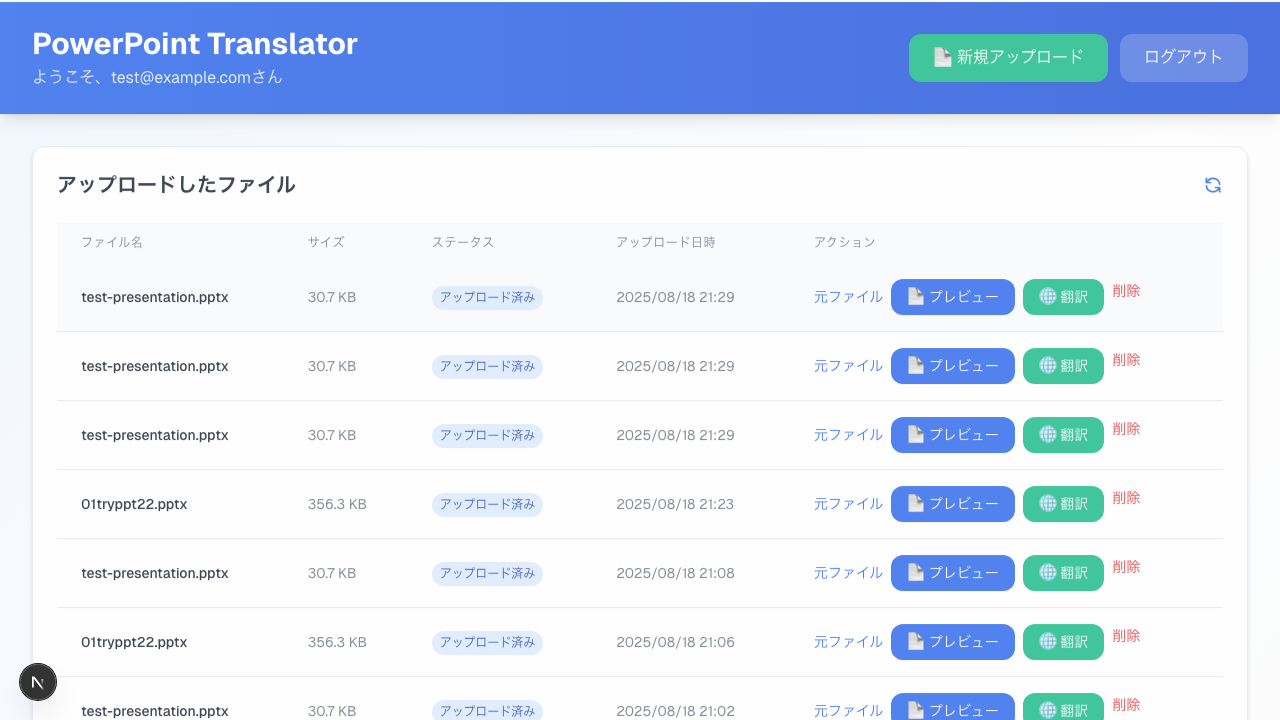 PowerPoint Translator
ようこそ、test@example.comさん
新規アップロード
ログアウト
アップロードしたファイル
ファイル名 サイズ ステータス アップロード日時 アクション
test-presentation.pptx 30.7 KB アップロード済み 2025/08/18 21:29 元ファイル プレビュー 翻訳 削除
test-presentation.pptx 30.7 KB アップロード済み 2025/08/18 21:29 元ファイル プレビュー 翻訳 削除
test-presentation.pptx 30.7 KB アップロード済み 2025/08/18 21:29 元ファイル プレビュー 翻訳 削除
01tryppt22.pptx 356.3 KB アップロード済み 2025/08/18 21:23 元ファイル プレビュー 翻訳 削除
test-presentation.pptx 30.7 KB アップロード済み 2025/08/18 21:08 元ファイル プレビュー 翻訳 削除
01tryppt22.pptx 356.3 KB アップロード済み 2025/08/18 21:06 元ファイル プレビュー 翻訳 削除
test-presentation.pptx 30.7 KB アップロード済み 2025/08/18 21:02 元ファイル プレビュー 翻訳 削除
N